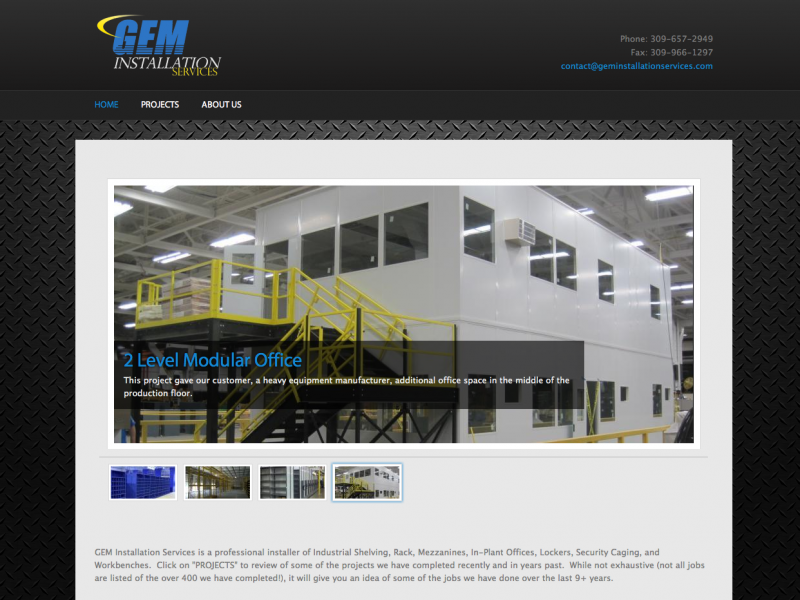 GEM
INSTALLATION
SERVICES
Phone: 309-657-2949
Fax: 309-966-1297
contact@geminstallationservices.com
HOME PROJECTS ABOUT US
2 Level Modular Office
This project gave our customer, a heavy equipment manufacturer, additional office space in the middle of the
production floor.
GEM Installation Services is a professional installer of Industrial Shelving, Rack, Mezzanines, In-Plant Offices, Lockers, Security Caging, and
Workbenches. Click on "PROJECTS" to review of some of the projects we have completed recently and in years past. While not exhaustive (not all jobs
are listed of the over 400 we have completed!), it will give you an idea of some of the jobs we have done over the last 9+ years.